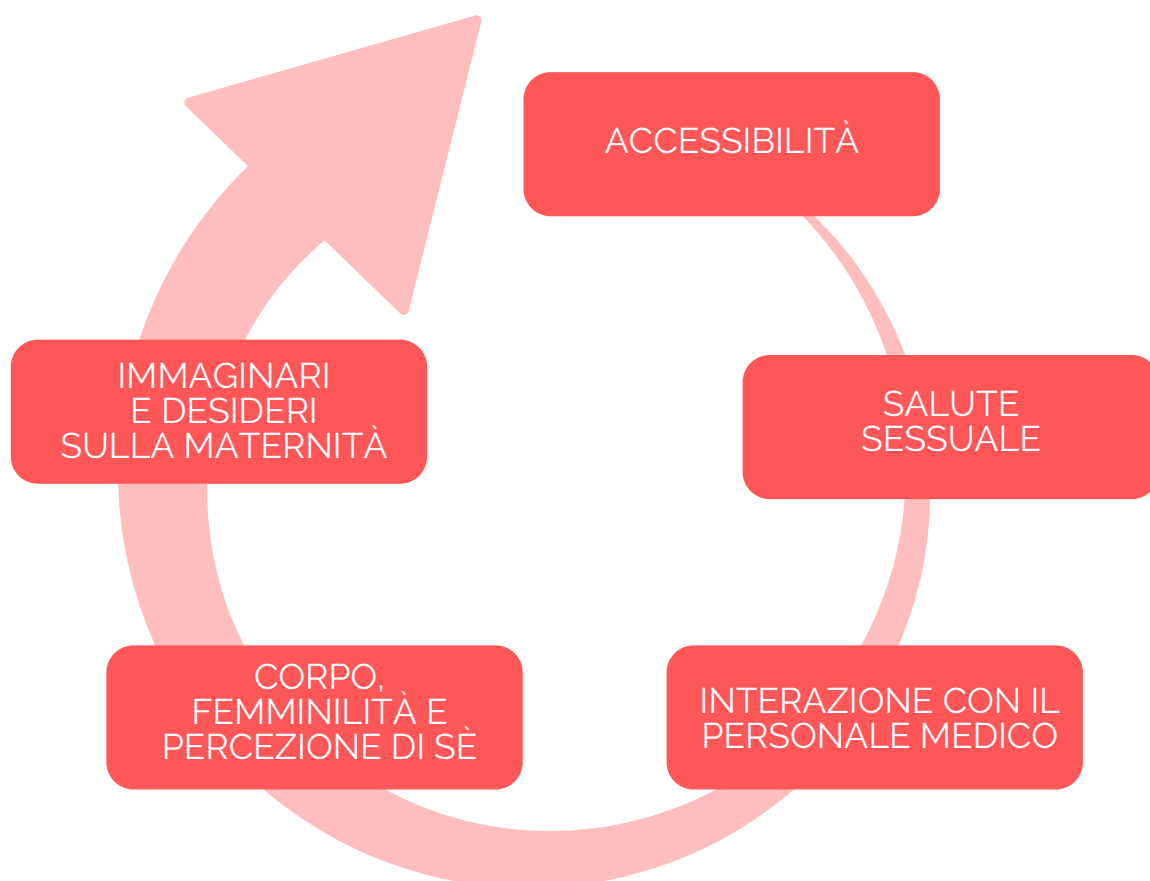 ACCESSIBILITÀ
SALUTE
SESSUALE
INTERAZIONE CON IL
PERSONALE MEDICO
CORPO,
FEMMINILITÀ E
PERCEZIONE DI SÈ
IMMAGINARI
E DESIDERI
SULLA MATERNITÀ